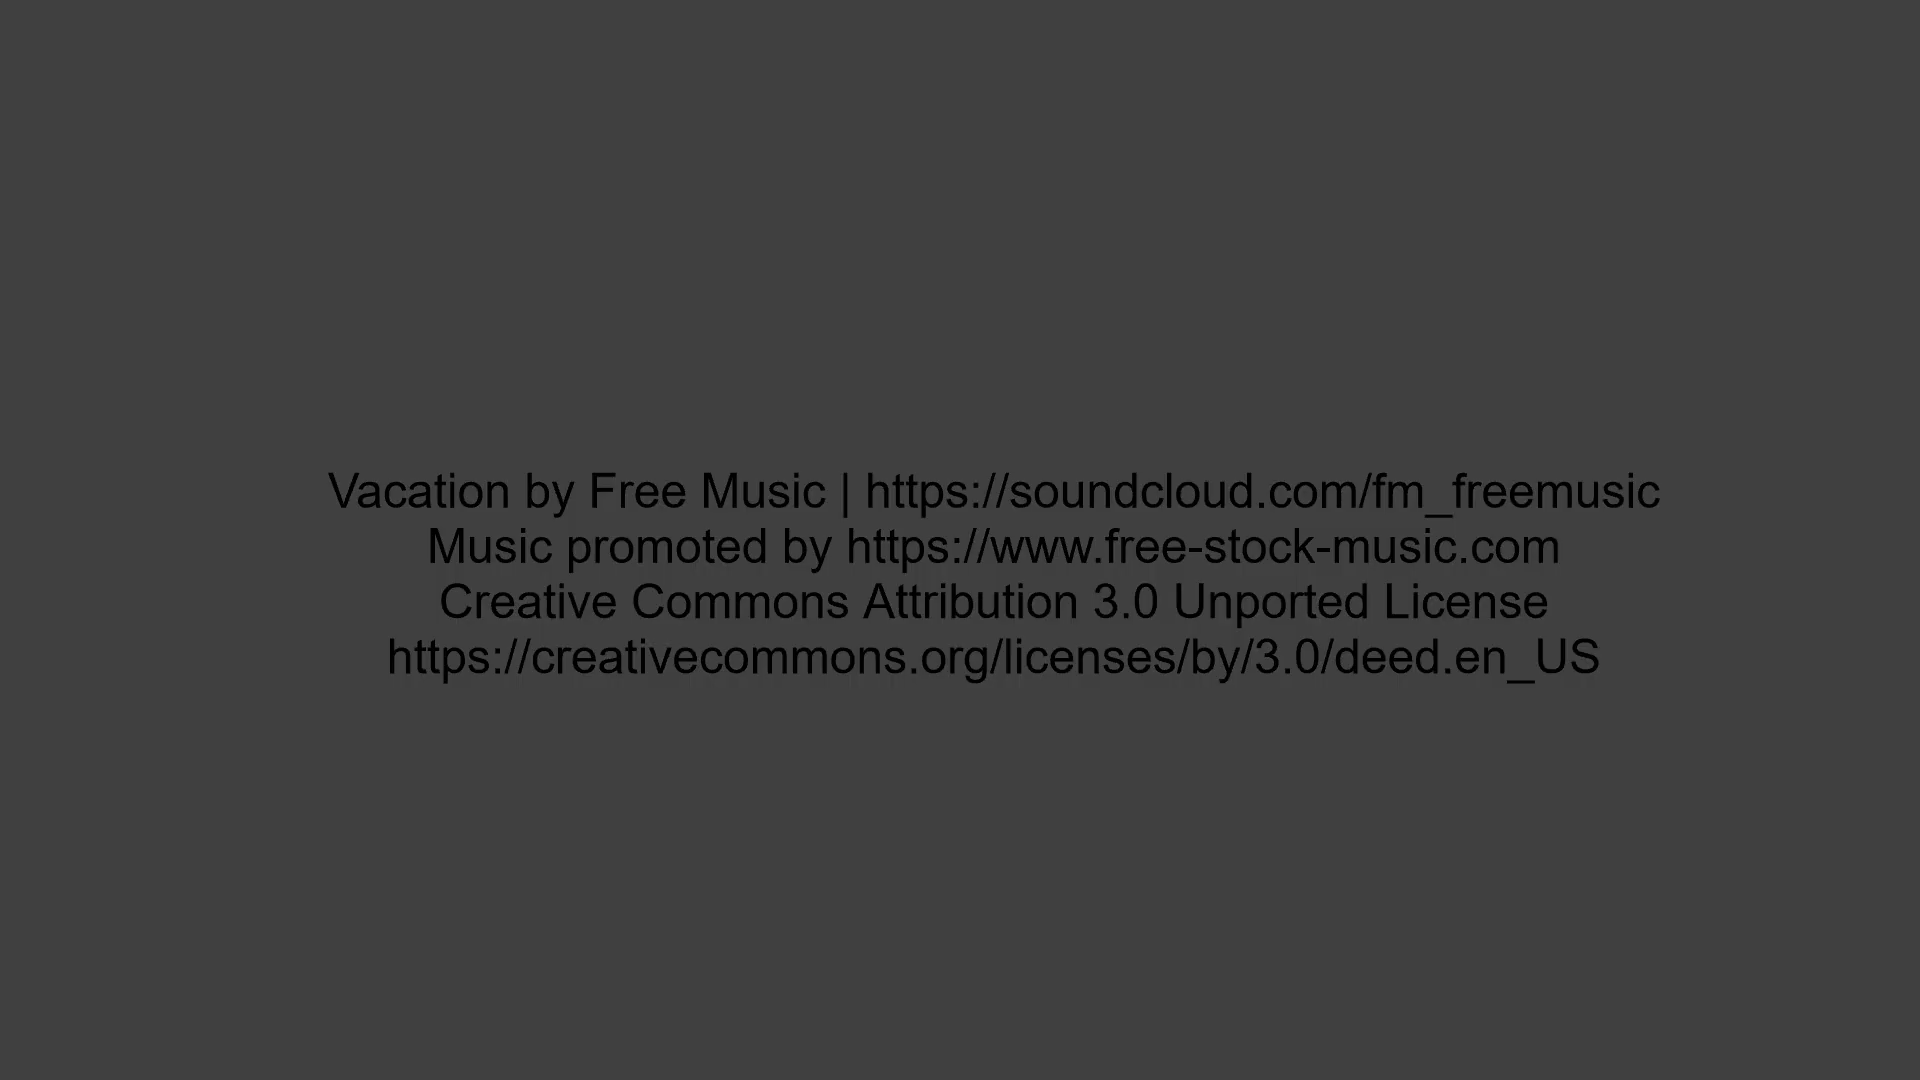 Vacation by Free Music | https://soundcloud.com/fm_freemusic
Music promoted by https://www.free-stock-music.com
Creative Commons Attribution 3.0 Unported License
https://creativecommons.org/licenses/by/3.0/deed.en_US